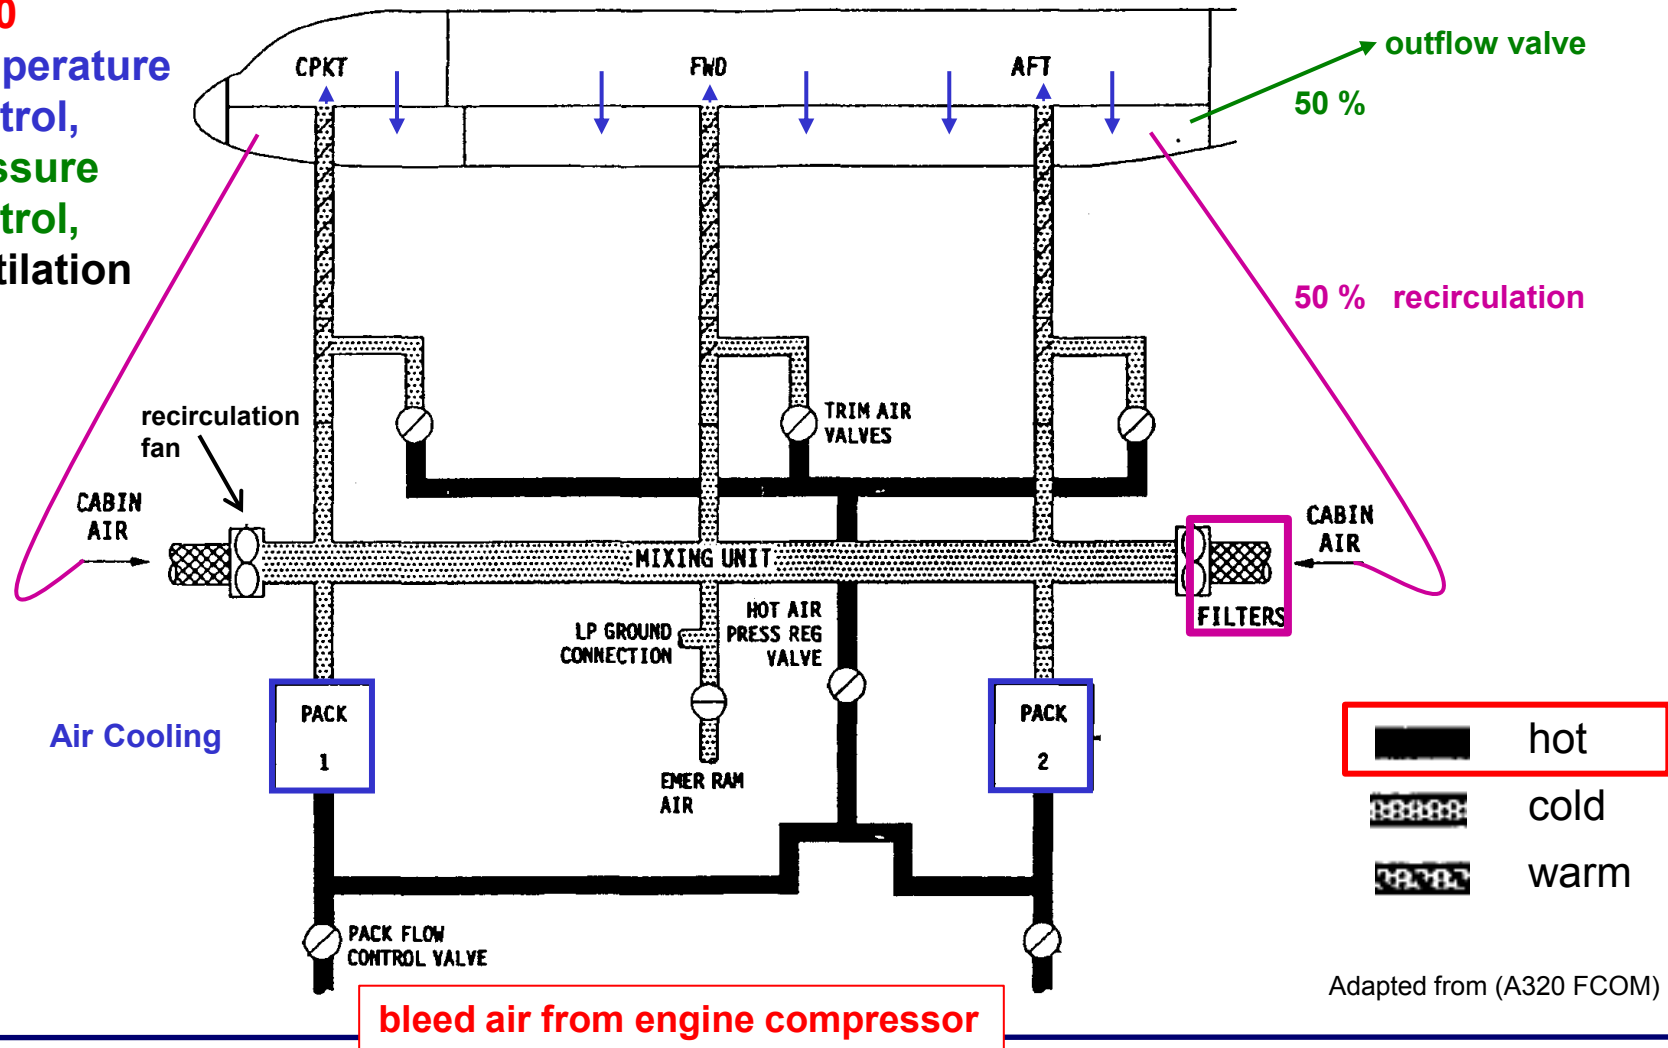 0
perature
trol,
ssure
trol,
tilation
CPKT
FWD
AFT
outflow valve
50 %
50 % recirculation
recirculation
fan
TRIM AIR
VALVES
CABIN
AIR
MIXING UNIT
CABIN
AIR
FILTERS
LP GROUND
CONNECTION
HOT AIR
PRESS REG
VALVE
Air Cooling
PACK
1
EMER RAM
AIR
PACK
2
hot
cold
warm
PACK FLOW
CONTROL VALVE
bleed air from engine compressor
Adapted from (A320 FCOM)